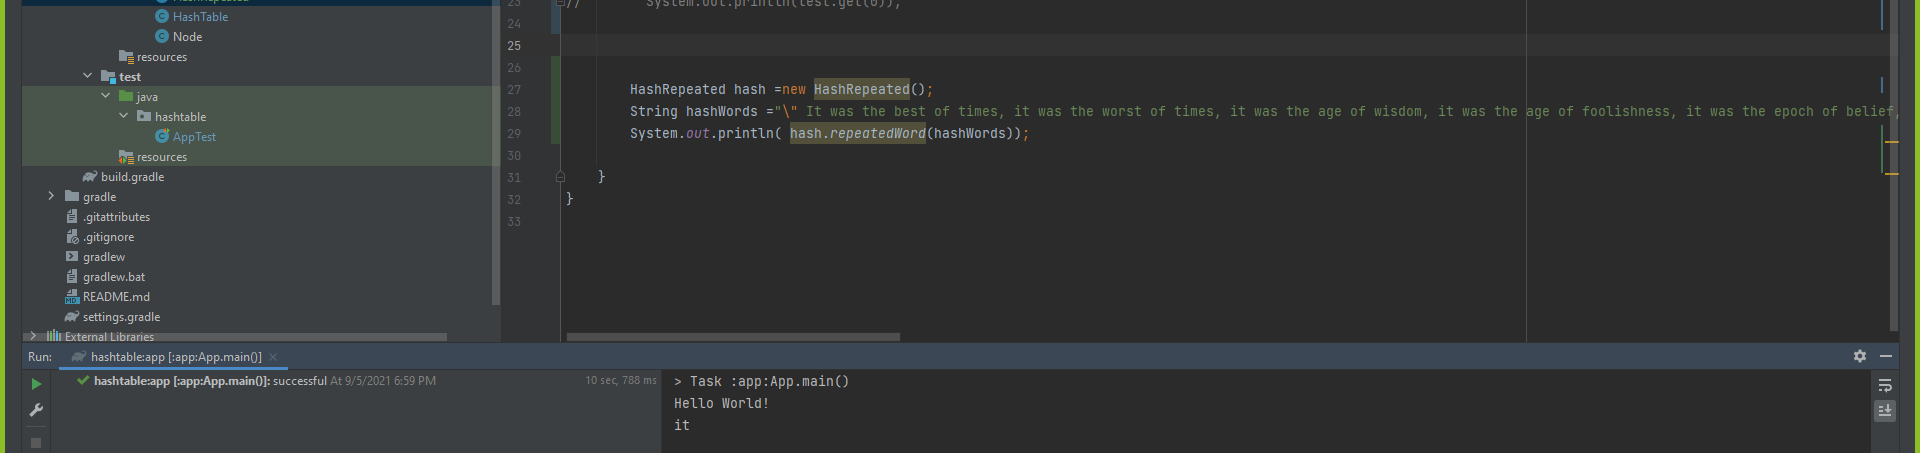 HashRepeated
HashTable
Node
resources
test
java
hashtable
AppTest
resources
build.gradle
gradle
.gitattributes
.gitignore
gradlew
gradlew.bat
README.md
settings.gradle
External Libraries
23 // System.out.println(test.get(0));
24
25
26
27 HashRepeated hash =new HashRepeated();
28 String hashWords ="\" It was the best of times, it was the worst of times, it was the age of wisdom, it was the age of foolishness, it was the epoch of belief,
29 System.out.println( hash.repeatedWord(hashWords));
30
31 }
32 }
33
Run: hashtable:app [:app:App.main()] ×
hashtable:app [:app:App.main()]: successful At 9/5/2021 6:59 PM 10 sec, 788 ms
> Task :app:App.main()
Hello World!
it